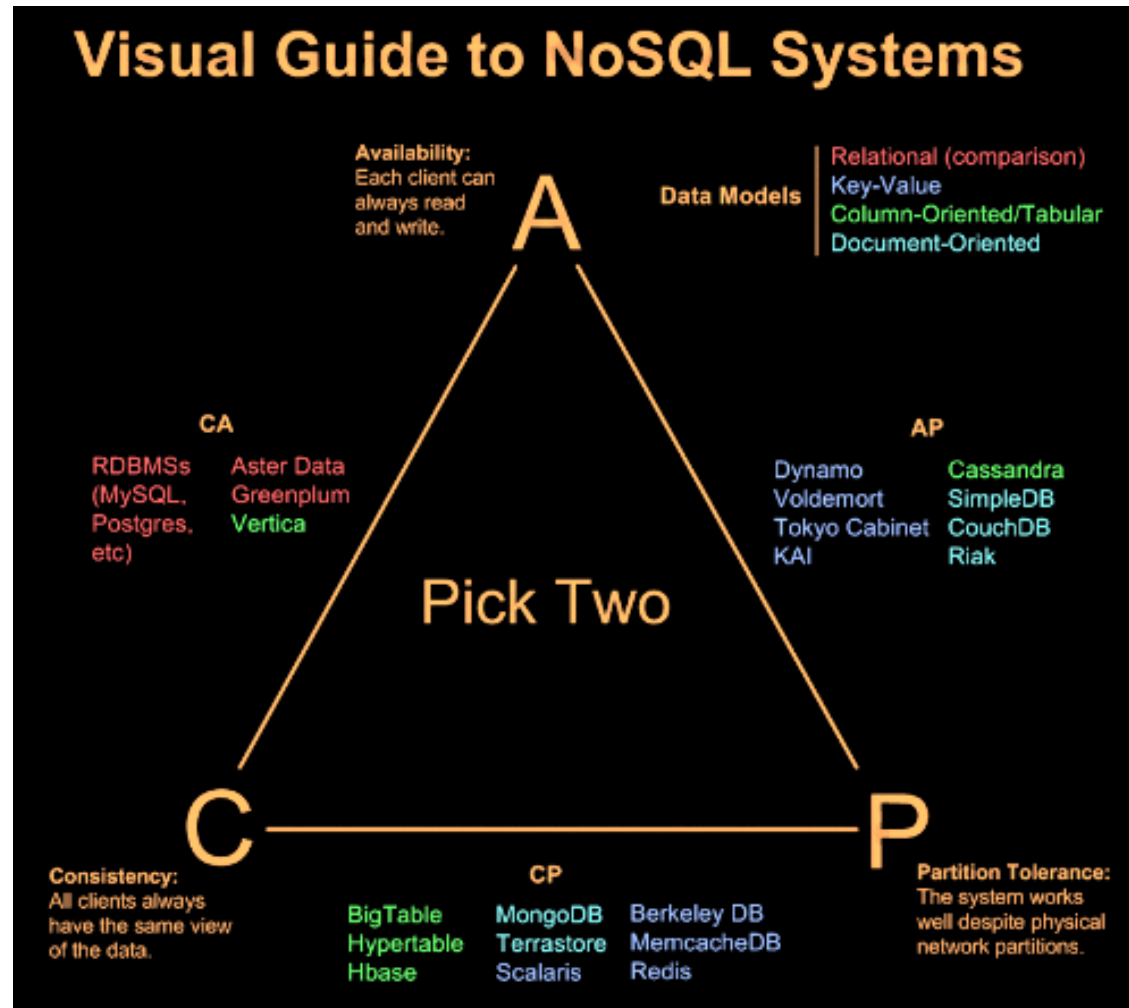 Visual Guide to NoSQL Systems
Availability:
Each client can
always read
and write.
A
Data Models
Relational (comparison)
Key-Value
Column-Oriented/Tabular
Document-Oriented
CA
RDBMSs
(MySQL,
Postgres,
etc)
Aster Data
Greenplum
Vertica
AP
Dynamo
Voldemort
Tokyo Cabinet
KAI
Cassandra
SimpleDB
CouchDB
Riak
Pick Two
C
Consistency:
All clients always
have the same view
of the data.
CP
BigTable
Hypertable
Hbase
MongoDB
Terrastore
Scalaris
Berkeley DB
MemcacheDB
Redis
P
Partition Tolerance:
The system works
well despite physical
network partitions.